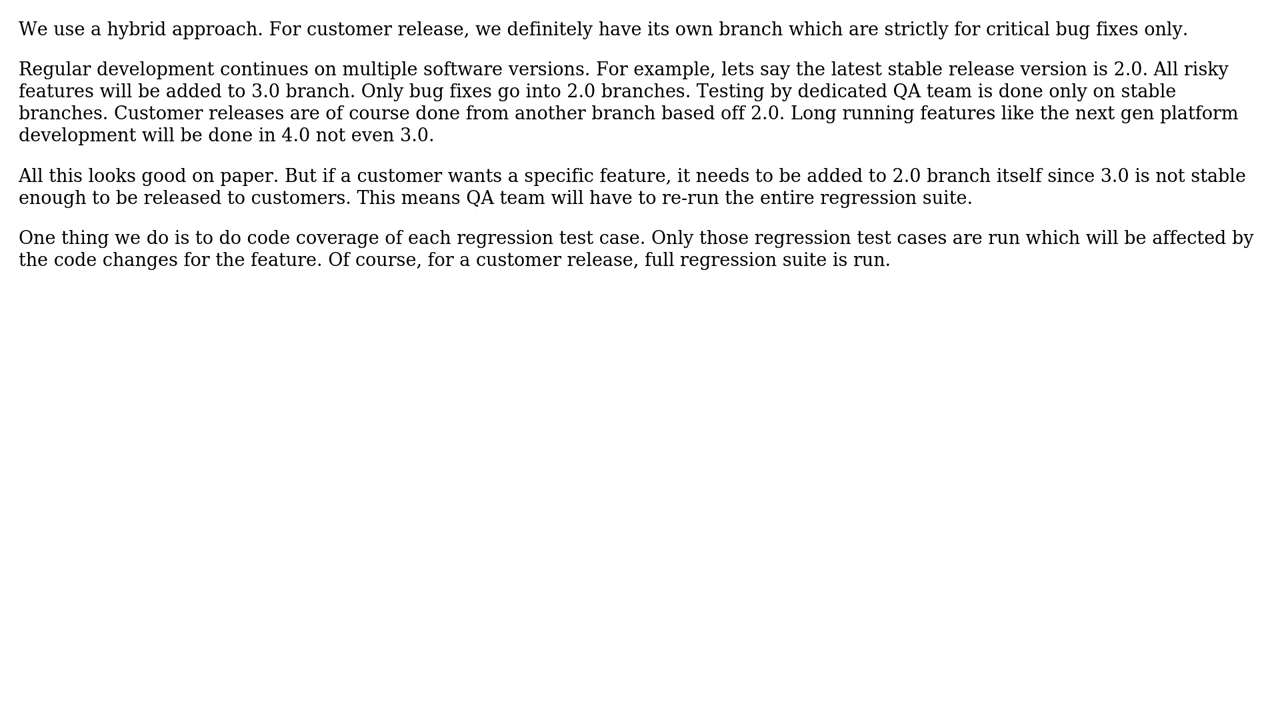 We use a hybrid approach. For customer release, we definitely have its own branch which are strictly for critical bug fixes only.
Regular development continues on multiple software versions. For example, lets say the latest stable release version is 2.0. All risky
features will be added to 3.0 branch. Only bug fixes go into 2.0 branches. Testing by dedicated QA team is done only on stable
branches. Customer releases are of course done from another branch based off 2.0. Long running features like the next gen platform
development will be done in 4.0 not even 3.0.
All this looks good on paper. But if a customer wants a specific feature, it needs to be added to 2.0 branch itself since 3.0 is not stable
enough to be released to customers. This means QA team will have to re-run the entire regression suite.
One thing we do is to do code coverage of each regression test case. Only those regression test cases are run which will be affected by
the code changes for the feature. Of course, for a customer release, full regression suite is run.